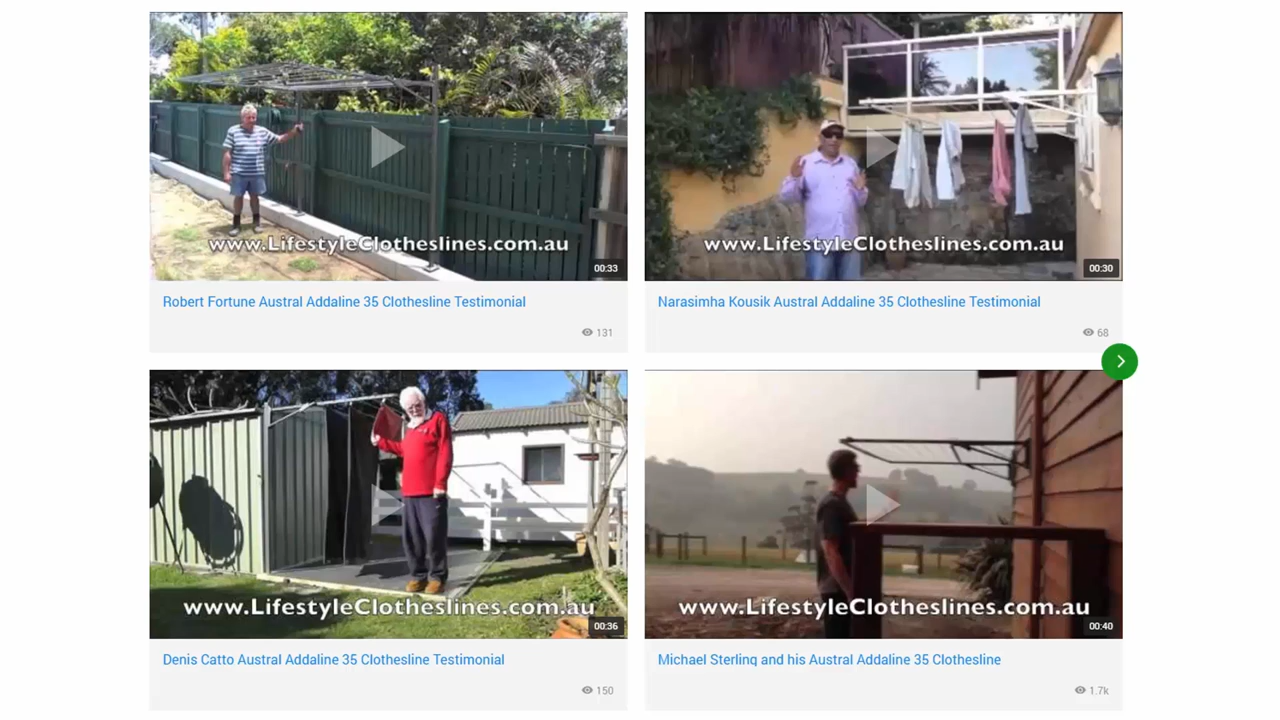 www.LifestyleClotheslines.com.au
00:33
Robert Fortune Austral Addaline 35 Clothesline Testimonial
131
www.LifestyleClotheslines.com.au
00:30
Narasimha Kousik Austral Addaline 35 Clothesline Testimonial
68
www.LifestyleClotheslines.com.au
00:36
Denis Catto Austral Addaline 35 Clothesline Testimonial
150
www.LifestyleClotheslines.com.au
00:40
Michael Sterling and his Austral Addaline 35 Clothesline
1.7k